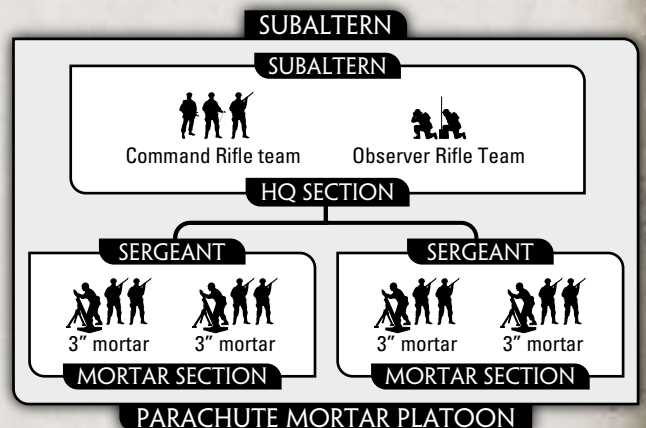 SUBALTERN
SUBALTERN
Command Rifle team
Observer Rifle Team
HQ SECTION
SERGEANT
3” mortar
3” mortar
MORTAR SECTION
SERGEANT
3” mortar
3” mortar
MORTAR SECTION
PARACHUTE MORTAR PLATOON